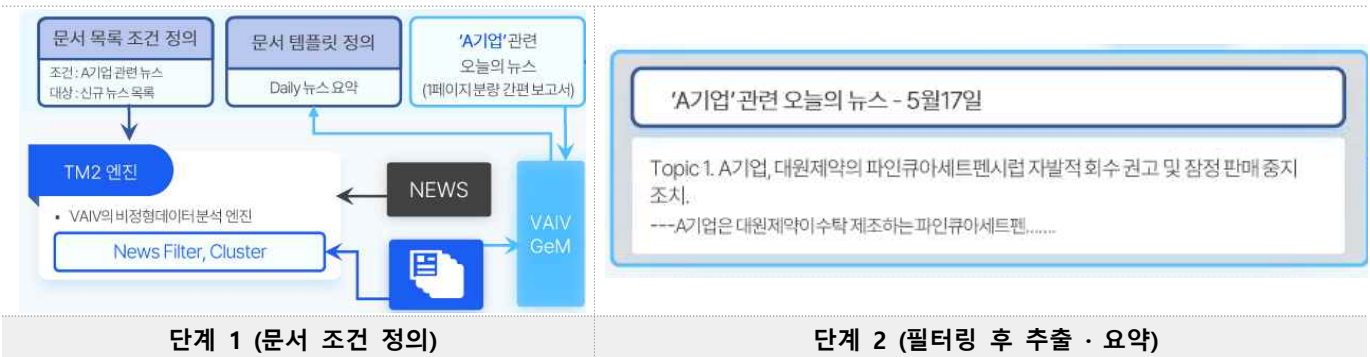 문서 목록 조건 정의
조건 : A기업 관련 뉴스
대상 : 신규 뉴스 목록
문서 템플릿 정의
Daily 뉴스 요약
'A기업' 관련
오늘의 뉴스
(1페이지 분량 간편 보고서)
TM2 엔진
• VAIV의 비정형데이터 분석 엔진
News Filter, Cluster
NEWS
VAIV
GeM
단계 1 (문서 조건 정의)
'A기업' 관련 오늘의 뉴스 - 5월17일
Topic 1. A기업, 대원제약의 파인큐아세트펜시럽 자발적 회수 권고 및 잠정 판매 중지
조치.
---A기업은 대원제약이 수탁 제조하는 파인큐아세트펜.......
단계 2 (필터링 후 추출 · 요약)